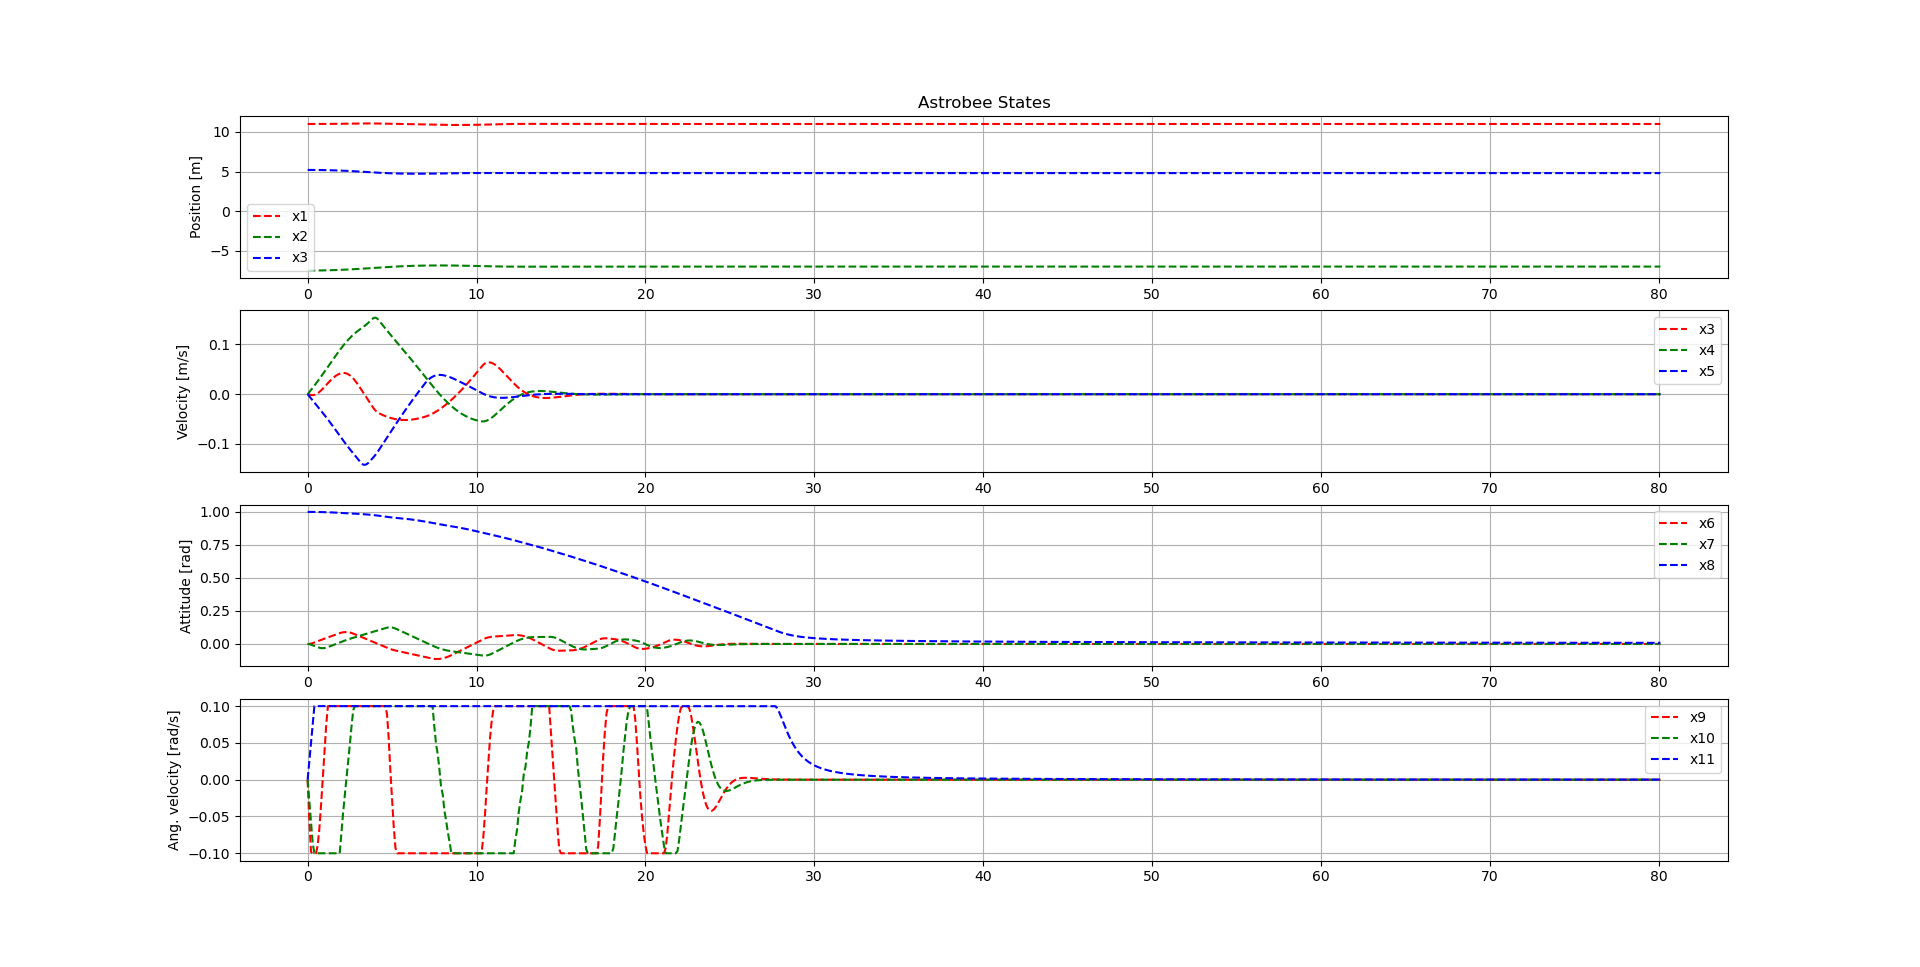 Astrobee States
Position [m]
10
5
0
−5
x1
x2
x3
0 10 20 30 40 50 60 70 80
Velocity [m/s]
0.1
0.0
−0.1
x3
x4
x5
0 10 20 30 40 50 60 70 80
Attitude [rad]
1.00
0.75
0.50
0.25
0.00
x6
x7
x8
0 10 20 30 40 50 60 70 80
Ang. velocity [rad/s]
0.10
0.05
0.00
−0.05
−0.10
x9
x10
x11
0 10 20 30 40 50 60 70 80